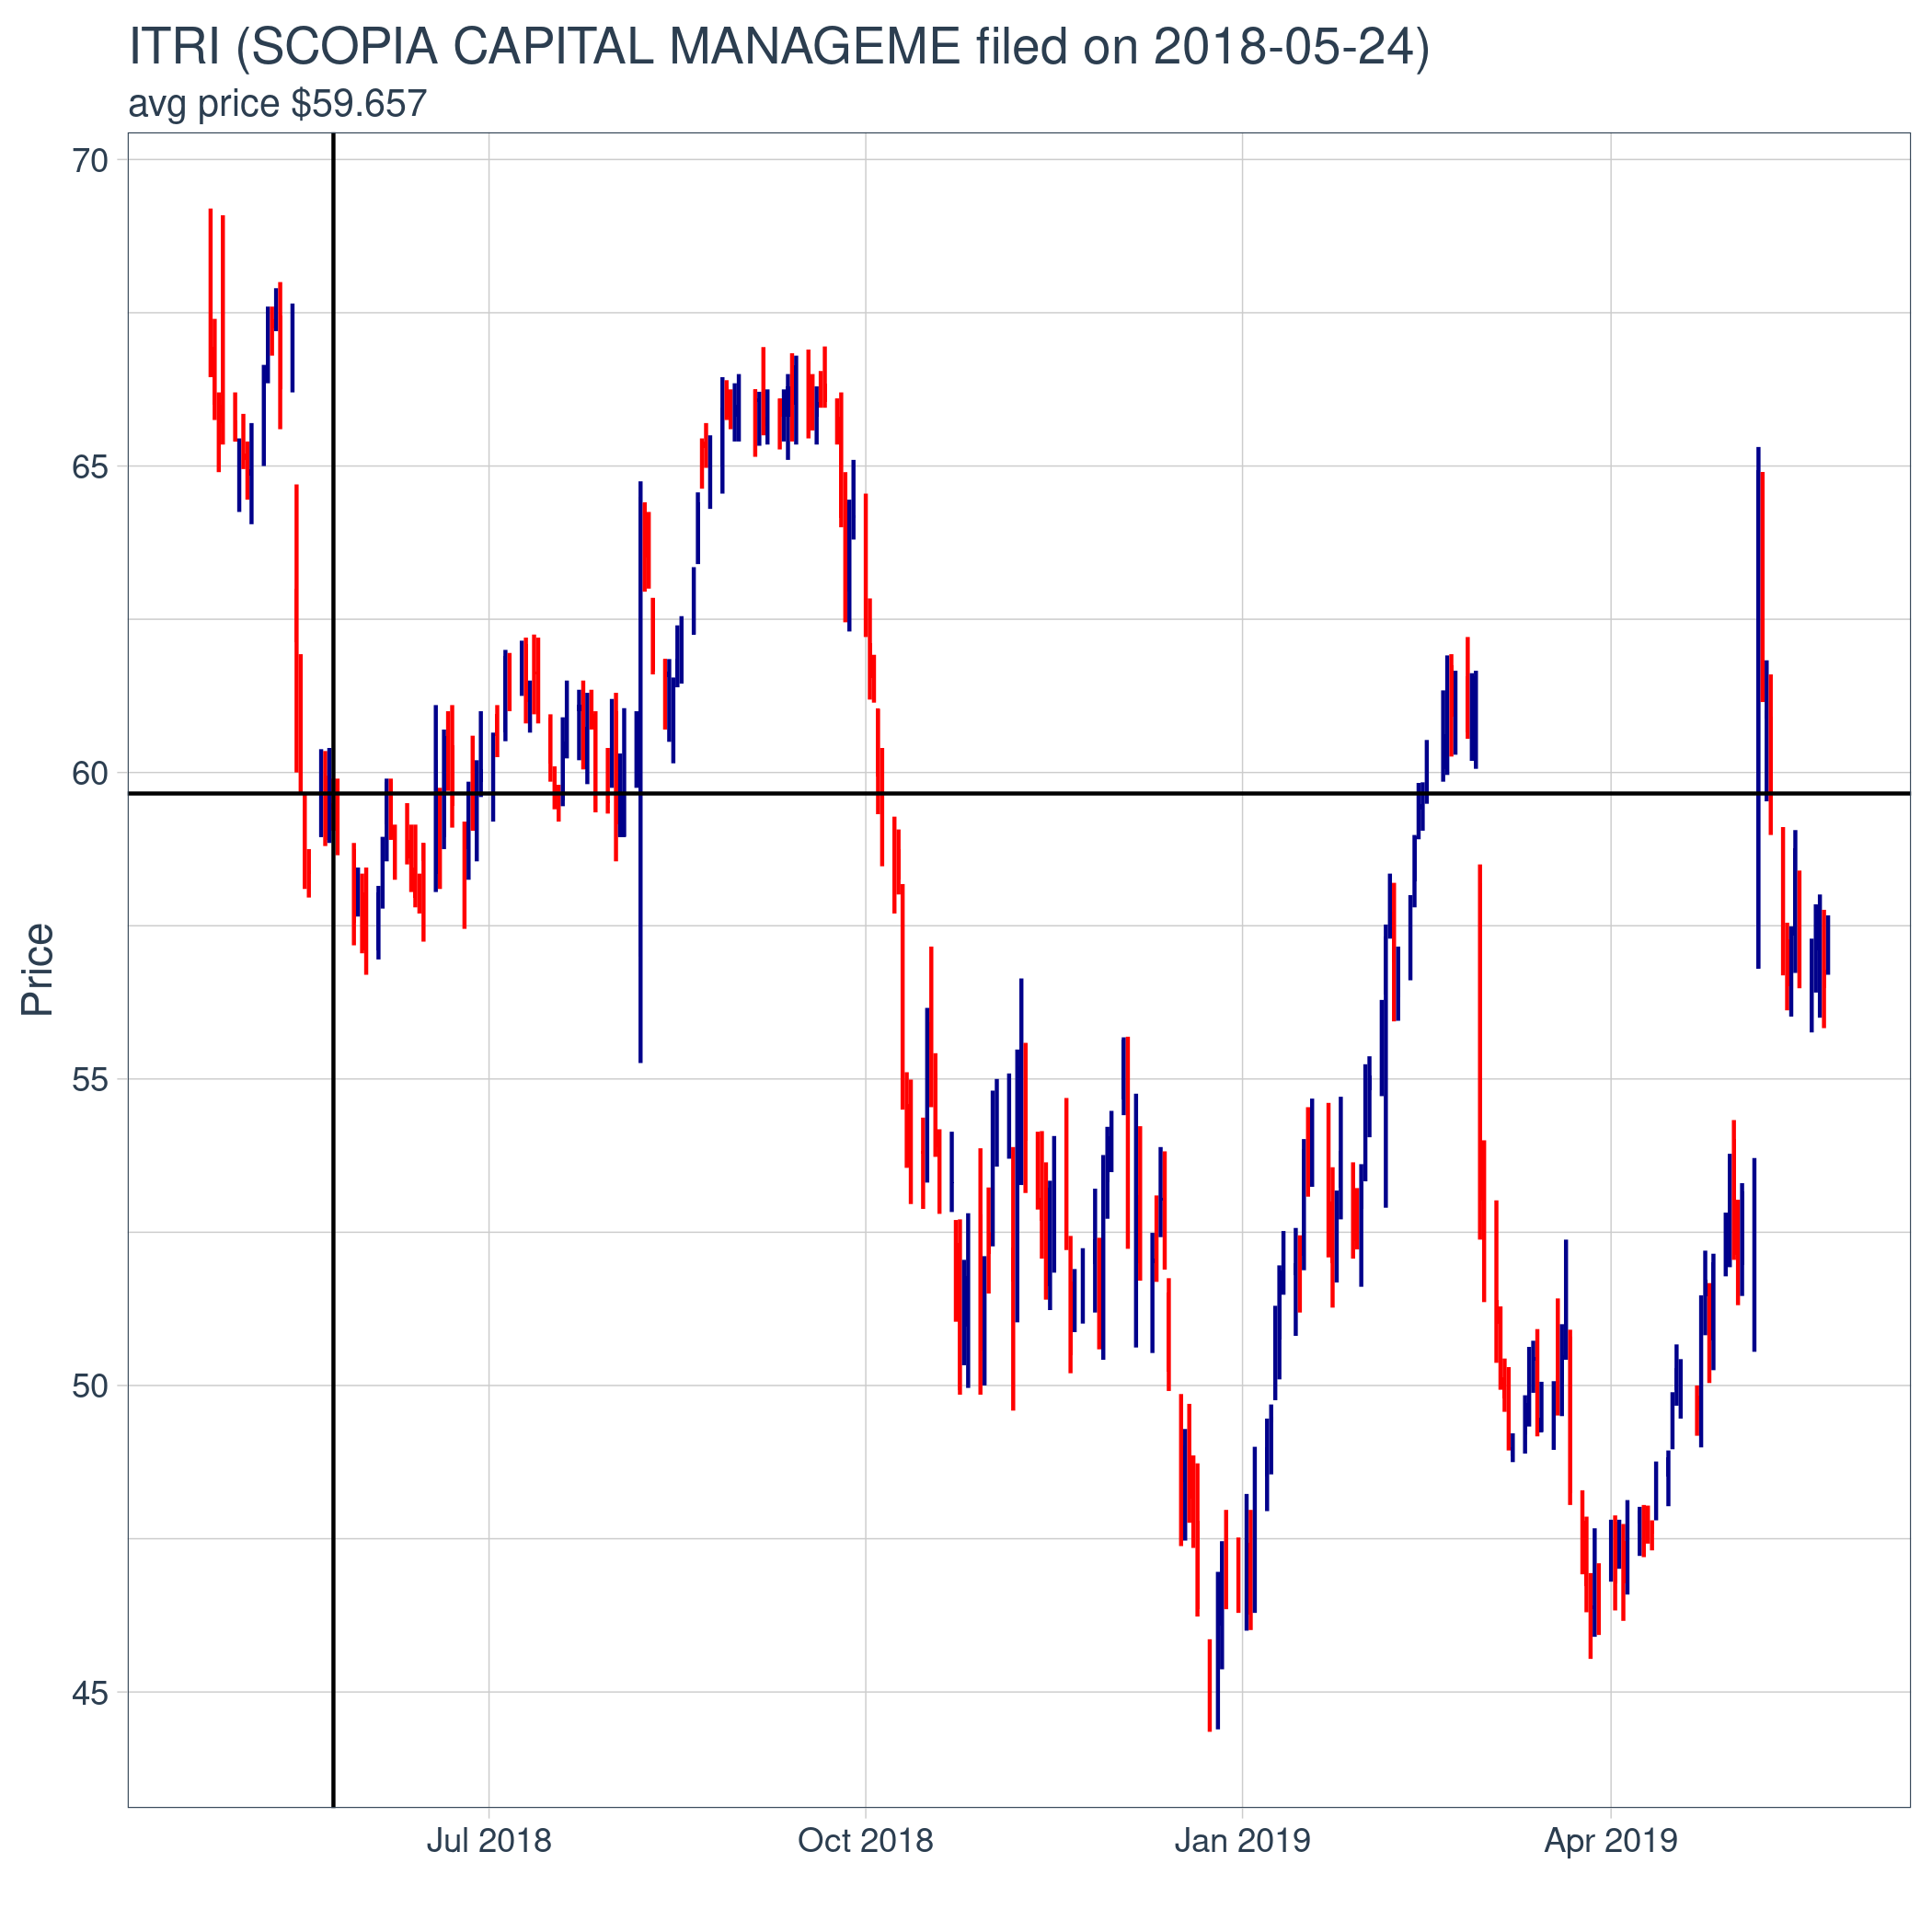 ITRI (SCOPIA CAPITAL MANAGEME filed on 2018-05-24)
avg price $59.657
70
65
60
55
50
45
Price
Jul 2018
Oct 2018
Jan 2019
Apr 2019